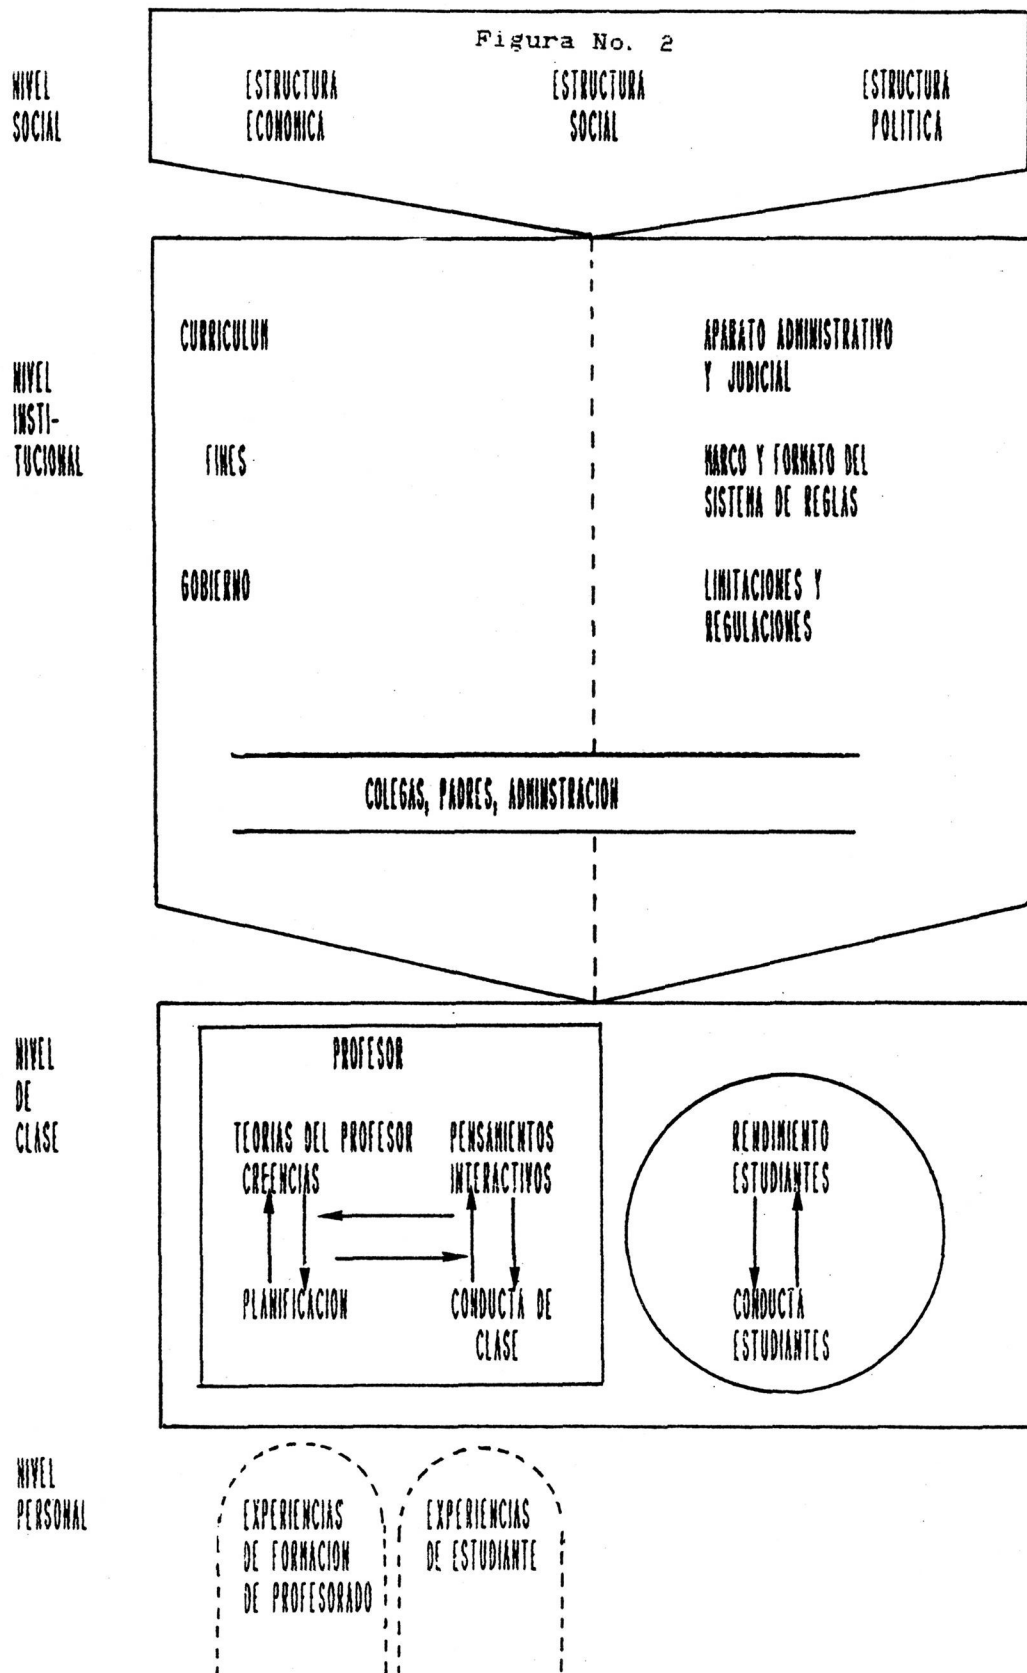 Figura No. 2
NIVEL
SOCIAL
ESTRUCTURA
ECONOMICA
ESTRUCTURA
SOCIAL
ESTRUCTURA
POLITICA
NIVEL
INSTI-
TUCIONAL
CURRICULUM
APARATO ADMINISTRATIVO
Y JUDICIAL
FINES
MARCO Y FORMATO DEL
SISTEMA DE REGLAS
GOBIERNO
LIMITACIONES Y
REGULACIONES
COLEGAS, PADRES, ADMINSTRACION
NIVEL
DE
CLASE
PROFESOR
TEORIAS DEL PROFESOR
CREENCIAS
PENSAMIENTOS
INTERACTIVOS
PLANIFICACION
CONDUCTA DE
CLASE
RENDIMIENTO
ESTUDIANTES
CONDUCTA
ESTUDIANTES
NIVEL
PERSONAL
EXPERIENCIAS
DE FORMACION
DE PROFESORADO
EXPERIENCIAS
DE ESTUDIANTE